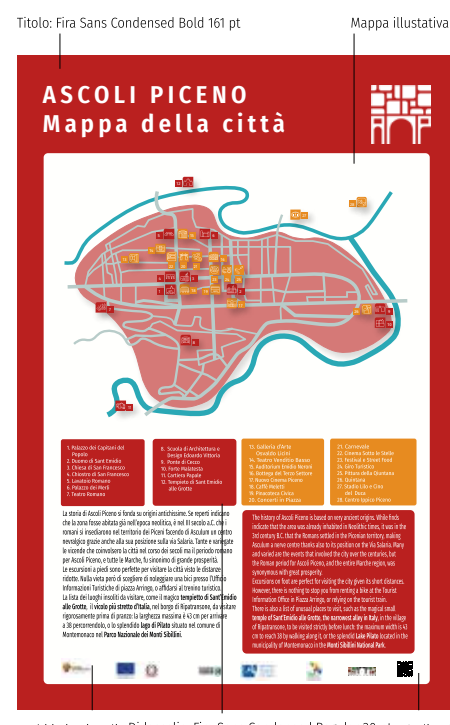 Titolo: Fira Sans Condensed Bold 161 pt
Mappa illustativa
ASCOLI PICENO
Mappa della città
1. Palazzo dei Capitani del
Popolo
2. Duomo di Sant'Emidio
3. Chiesa di San Francesco
4. Chiostro di San Francesco
5. Lavatoio Romano
6. Palazzo dei Merli
7. Teatro Romano
8. Scuola di Architettura e
Design Edoardo Vittoria
9. Ponte di Cecco
10. Forte Malatesta
11. Cartiera Papale
12. Tempietto di Sant'Emidio
alle Grotte
13. Galleria d'Arte
Osvaldo Licini
14. Teatro Ventidio Basso
15. Auditorium Emidio Neroni
16. Bottega del Terzo Settore
17. Nuovo Cinema Piceno
18. Caffè Meletti
19. Pinacoteca Civica
20. Concerti in Piazza
21. Carnevale
22. Cinema Sotto le Stelle
23. Festival e Street Food
24. Giro Turistico
25. Pittura della Quintana
26. Quintana
27. Stadio Lillo e Cino
del Duca
28. Centro Ippico Piceno
La storia di Ascoli Piceno si fonda su origini antichissime. Se reperti indicano
che la zona fosse abitata già nell'epoca neolitica, è nel III secolo a.C. che i
romani si insediarono nel territorio dei Piceni facendo di Asculum un centro
nevralgico grazie anche alla sua posizione sulla via Salaria. Tante e variegate
le vicende che coinvolsero la città nel corso dei secoli ma il periodo romano
per Ascoli Piceno, e tutte le Marche, fu sinonimo di grande prosperità.
Le escursioni a piedi sono perfette per visitare la città visto le distanze
ridotte. Nulla vieta però di scegliere di noleggiare una bici presso l'Ufficio
Informazioni Turistiche di piazza Arringo, o affidarsi al trenino turistico.
La lista dei luoghi insoliti da visitare, come il magico tempietto di Sant'Emidio
alle Grotte, il vicolo più stretto d'Italia, nel borgo di Ripatransone, da visitare
rigorosamente prima di pranzo: la larghezza massima è 43 cm per arrivare
a 38 percorrendolo, o lo splendido lago di Pilato situato nel comune di
Montemonaco nel Parco Nazionale dei Monti Sibillini.
The history of Ascoli Piceno is based on very ancient origins. While finds
indicate that the area was already inhabited in Neolithic times, it was in the
3rd century B.C. that the Romans settled in the Piconian territory, making
Asculum a nerve centre thanks also to its position on the Via Salaria. Many
and varied are the events that involved the city over the centuries, but
the Roman period for Ascoli Piceno, and the entire Marche region, was
synonymous with great prosperity.
Excursions on foot are perfect for visiting the city given its short distances.
However, there is nothing to stop you from renting a bike at the Tourist
Information Office in Piazza Arringo, or relying on the tourist train.
There is also a list of unusual places to visit, such as the magical small
temple of Sant'Emidio alle Grotte, the narrowest alley in Italy, in the village
of Ripatransone, to be visited strictly before lunch: the maximum width is 43
cm to reach 38 by walking along it, or the splendid Lake Pilato located in the
municipality of Montemonaco in the Monti Sibillini National Park.